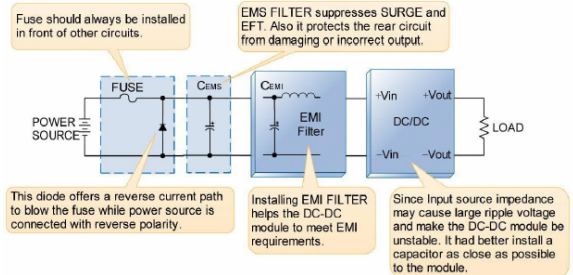 Fuse should always be installed
in front of other circuits.
EMS FILTER suppresses SURGE and
EFT. Also it protects the rear circuit
from damaging or incorrect output.
FUSE
CEMS
CEMI
EMI
Filter
POWER
SOURCE
+Vin
+Vout
DC/DC
−Vin
−Vout
LOAD
This diode offers a reverse current path
to blow the fuse while power source is
connected with reverse polarity.
Installing EMI FILTER
helps the DC-DC
module to meet EMI
requirements.
Since Input source impedance
may cause large ripple voltage
and make the DC-DC module be
unstable. It had better install a
capacitor as close as possible
to the module.